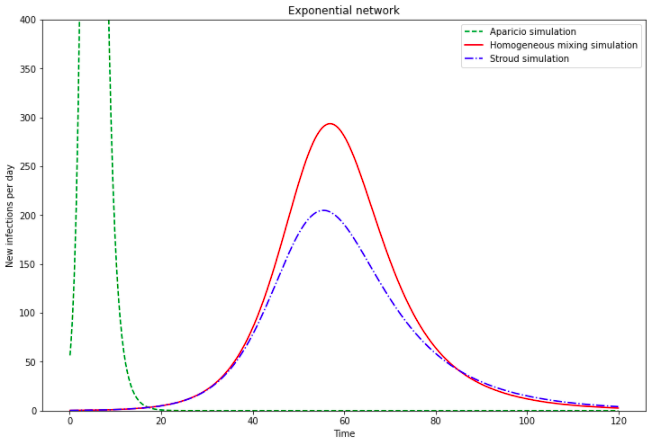 Exponential network
Aparicio simulation
Homogeneous mixing simulation
Stroud simulation
New infections per day
400
350
300
250
200
150
100
50
0
0 20 40 60 80 100 120
Time